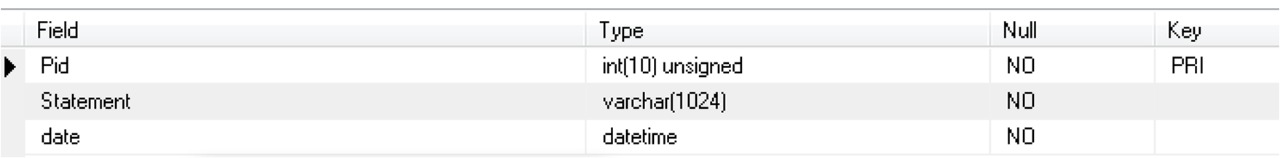 Field Type Null Key
Pid int(10) unsigned NO PRI
Statement varchar(1024) NO
date datetime NO